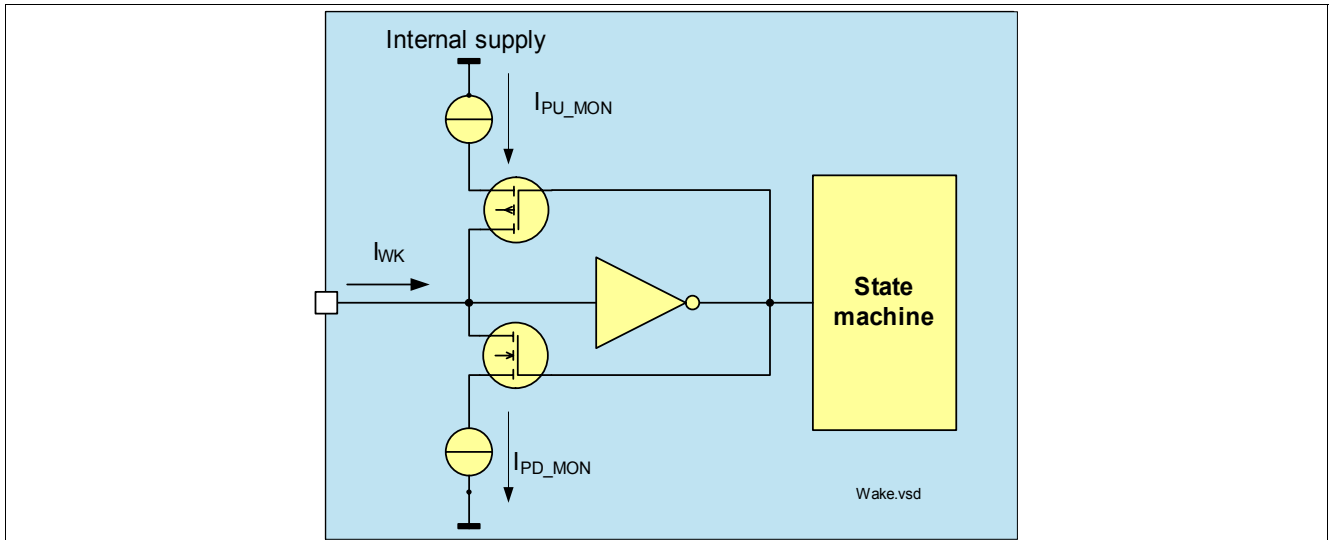 Internal supply
IPU_MON
IWK
State
machine
IPD_MON
Wake.vsd